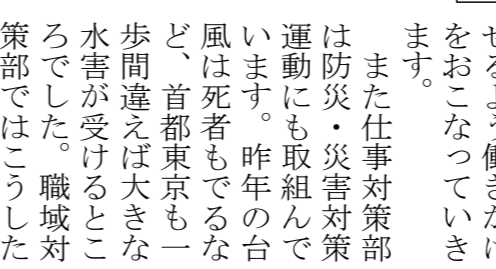 せるよう働きかけ
をおこなっていき
ます。
また仕事対策部
は防災・災害対策
運動にも取組んで
います。昨年の台
風は死者もでるな
ど、首都東京も一
歩間違えば大きな
水害が受けるとこ
ろでした。職域対
策部ではこうした